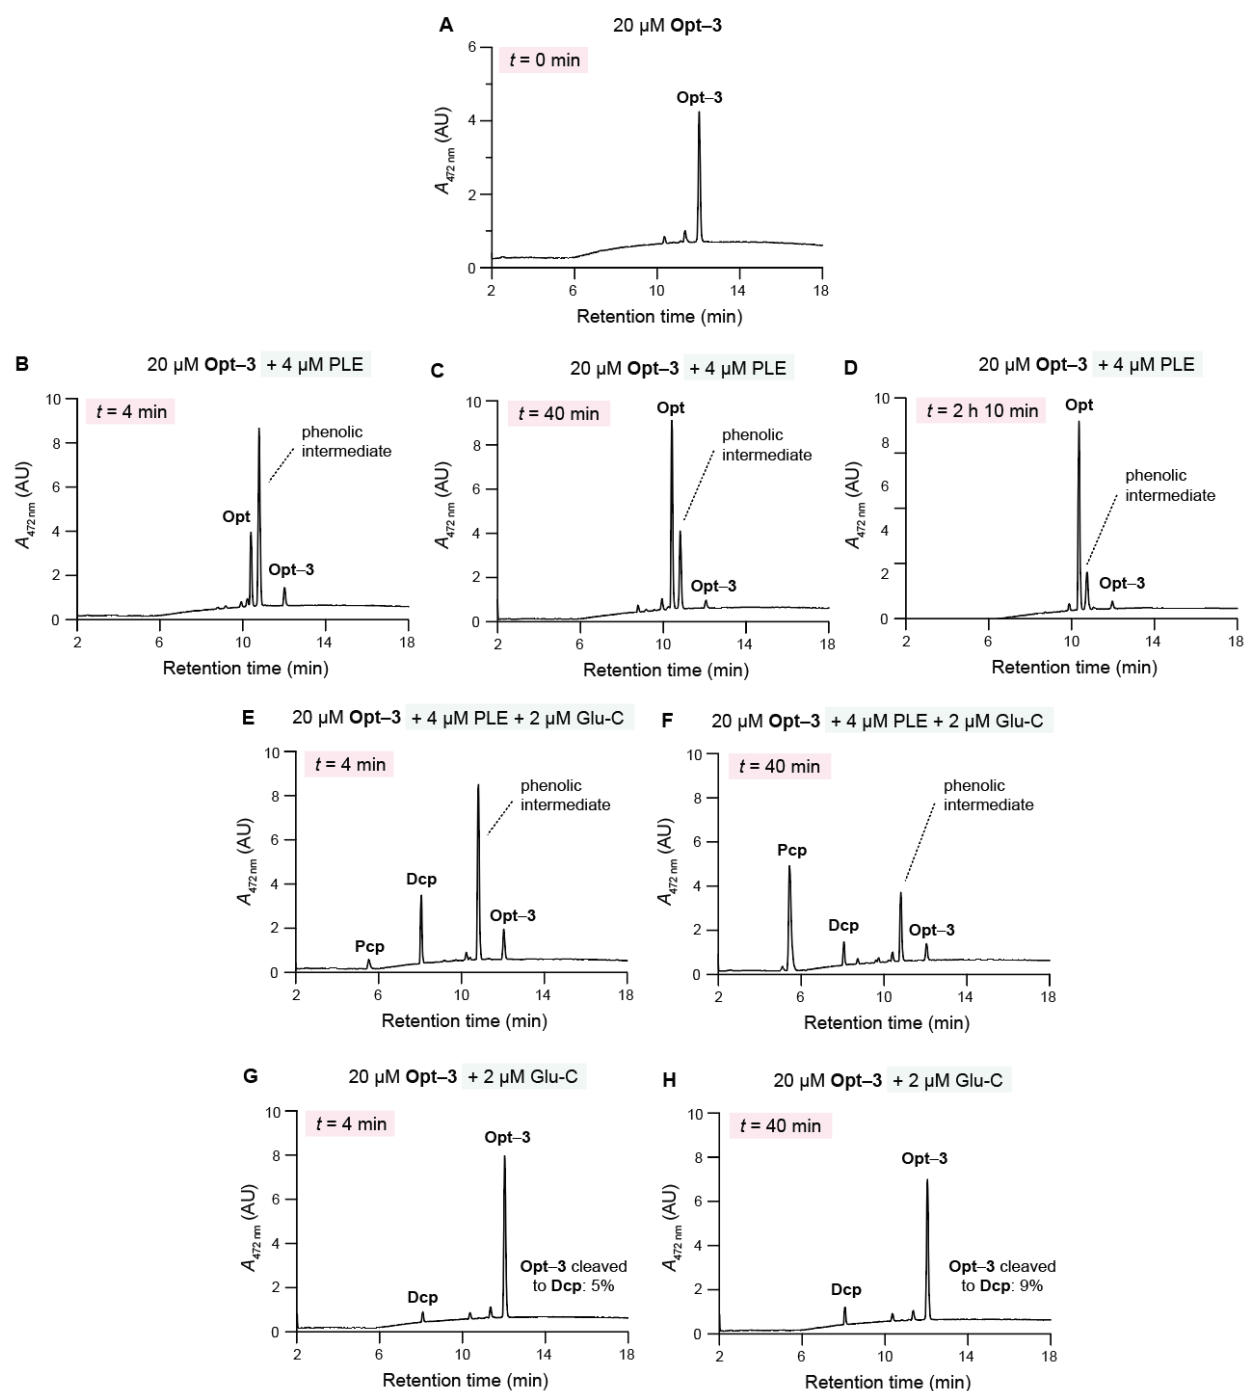 A
20 µM Opt–3
t = 0 min
Opt–3
A472 nm (AU)
6
4
2
0
2 6 10 14 18
Retention time (min)
B
20 µM Opt–3 + 4 µM PLE
t = 4 min
phenolic
intermediate
Opt
Opt–3
A472 nm (AU)
10
8
6
4
2
0
2 6 10 14 18
Retention time (min)
C
20 µM Opt–3 + 4 µM PLE
t = 40 min
Opt
phenolic
intermediate
Opt–3
A472 nm (AU)
10
8
6
4
2
0
2 6 10 14 18
Retention time (min)
D
20 µM Opt–3 + 4 µM PLE
t = 2 h 10 min
Opt
phenolic
intermediate
Opt–3
A472 nm (AU)
10
8
6
4
2
0
2 6 10 14 18
Retention time (min)
E
20 µM Opt–3 + 4 µM PLE + 2 µM Glu-C
t = 4 min
phenolic
intermediate
Dcp
Opt–3
Pcp
A472 nm (AU)
10
8
6
4
2
0
2 6 10 14 18
Retention time (min)
F
20 µM Opt–3 + 4 µM PLE + 2 µM Glu-C
t = 40 min
phenolic
intermediate
Pcp
Dcp
Opt–3
A472 nm (AU)
10
8
6
4
2
0
2 6 10 14 18
Retention time (min)
G
20 µM Opt–3 + 2 µM Glu-C
t = 4 min
Opt–3
Opt–3 cleaved
to Dcp: 5%
Dcp
A472 nm (AU)
10
8
6
4
2
0
2 6 10 14 18
Retention time (min)
H
20 µM Opt–3 + 2 µM Glu-C
t = 40 min
Opt–3
Opt–3 cleaved
to Dcp: 9%
Dcp
A472 nm (AU)
10
8
6
4
2
0
2 6 10 14 18
Retention time (min)